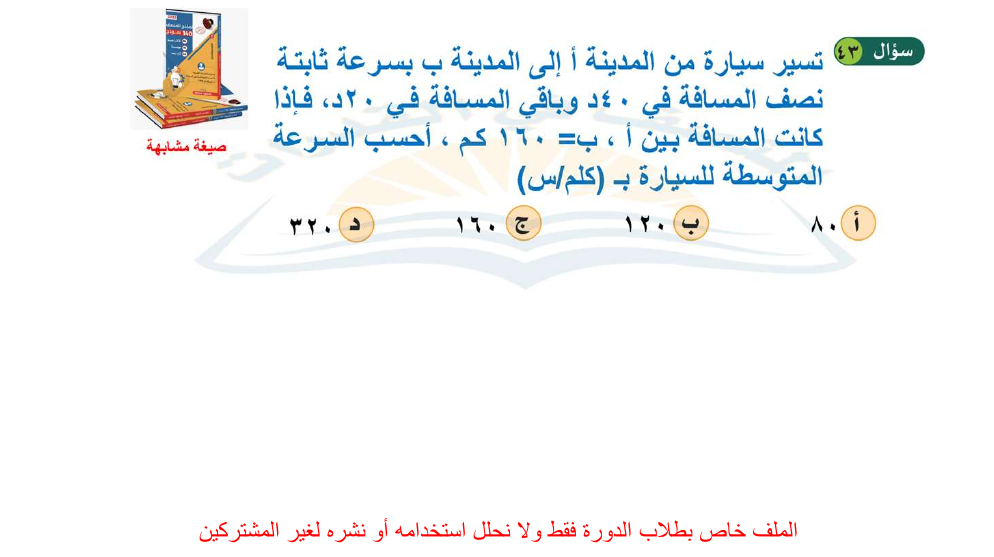 سؤال ٤٣
تسير سيارة من المدينة أ إلى المدينة ب بسرعة ثابتة
نصف المسافة في ٤٠د وباقي المسافة في ٢٠د، فإذا
كانت المسافة بين أ ، ب= ١٦٠ كم ، أحسب السرعة
المتوسطة للسيارة بـ (كلم/س)
أ ٨٠
ب ١٢٠
ج ١٦٠
د ٣٢٠
صيغة مشابهة
الملف خاص بطلاب الدورة فقط ولا نحلل استخدامه أو نشره لغير المشتركين